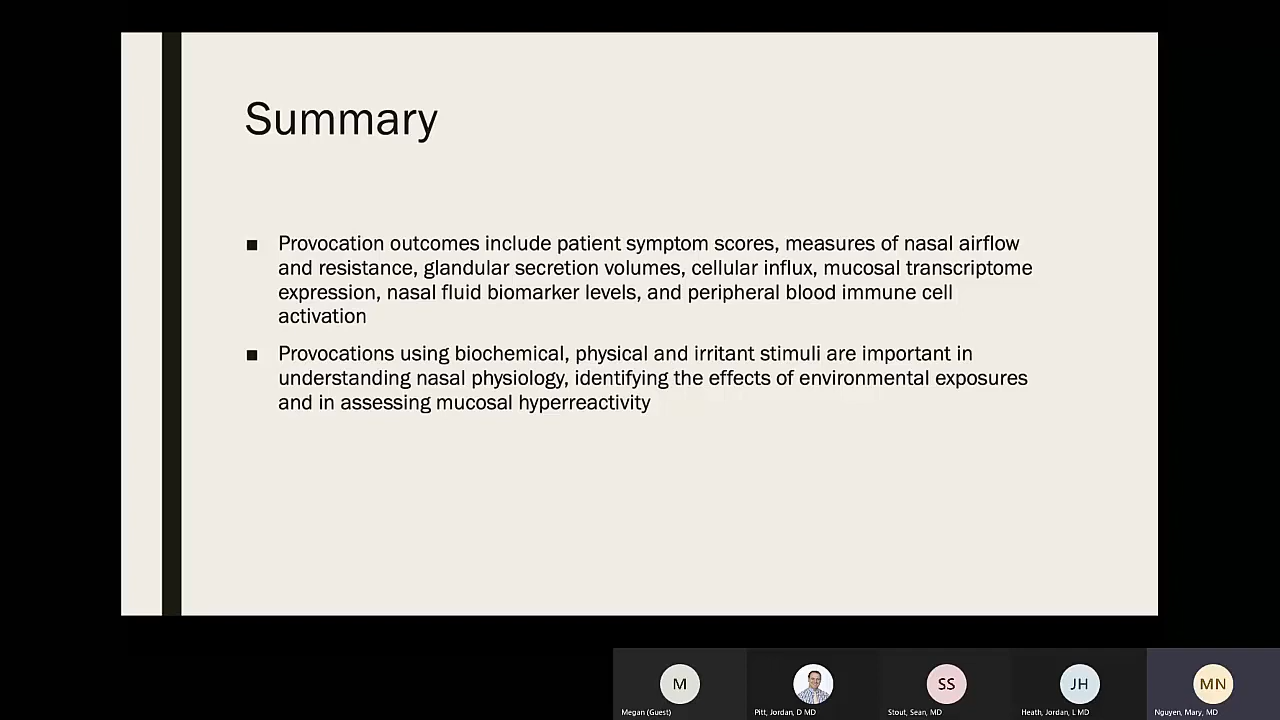 Summary
■ Provocation outcomes include patient symptom scores, measures of nasal airflow
and resistance, glandular secretion volumes, cellular influx, mucosal transcriptome
expression, nasal fluid biomarker levels, and peripheral blood immune cell
activation
■ Provocations using biochemical, physical and irritant stimuli are important in
understanding nasal physiology, identifying the effects of environmental exposures
and in assessing mucosal hyperreactivity
M
SS
JH
MN
Megan (Guest)
Pitt, Jordan, D MD
Stout, Sean, MD
Heath, Jordan, L MD
Nguyen, Mary, MD